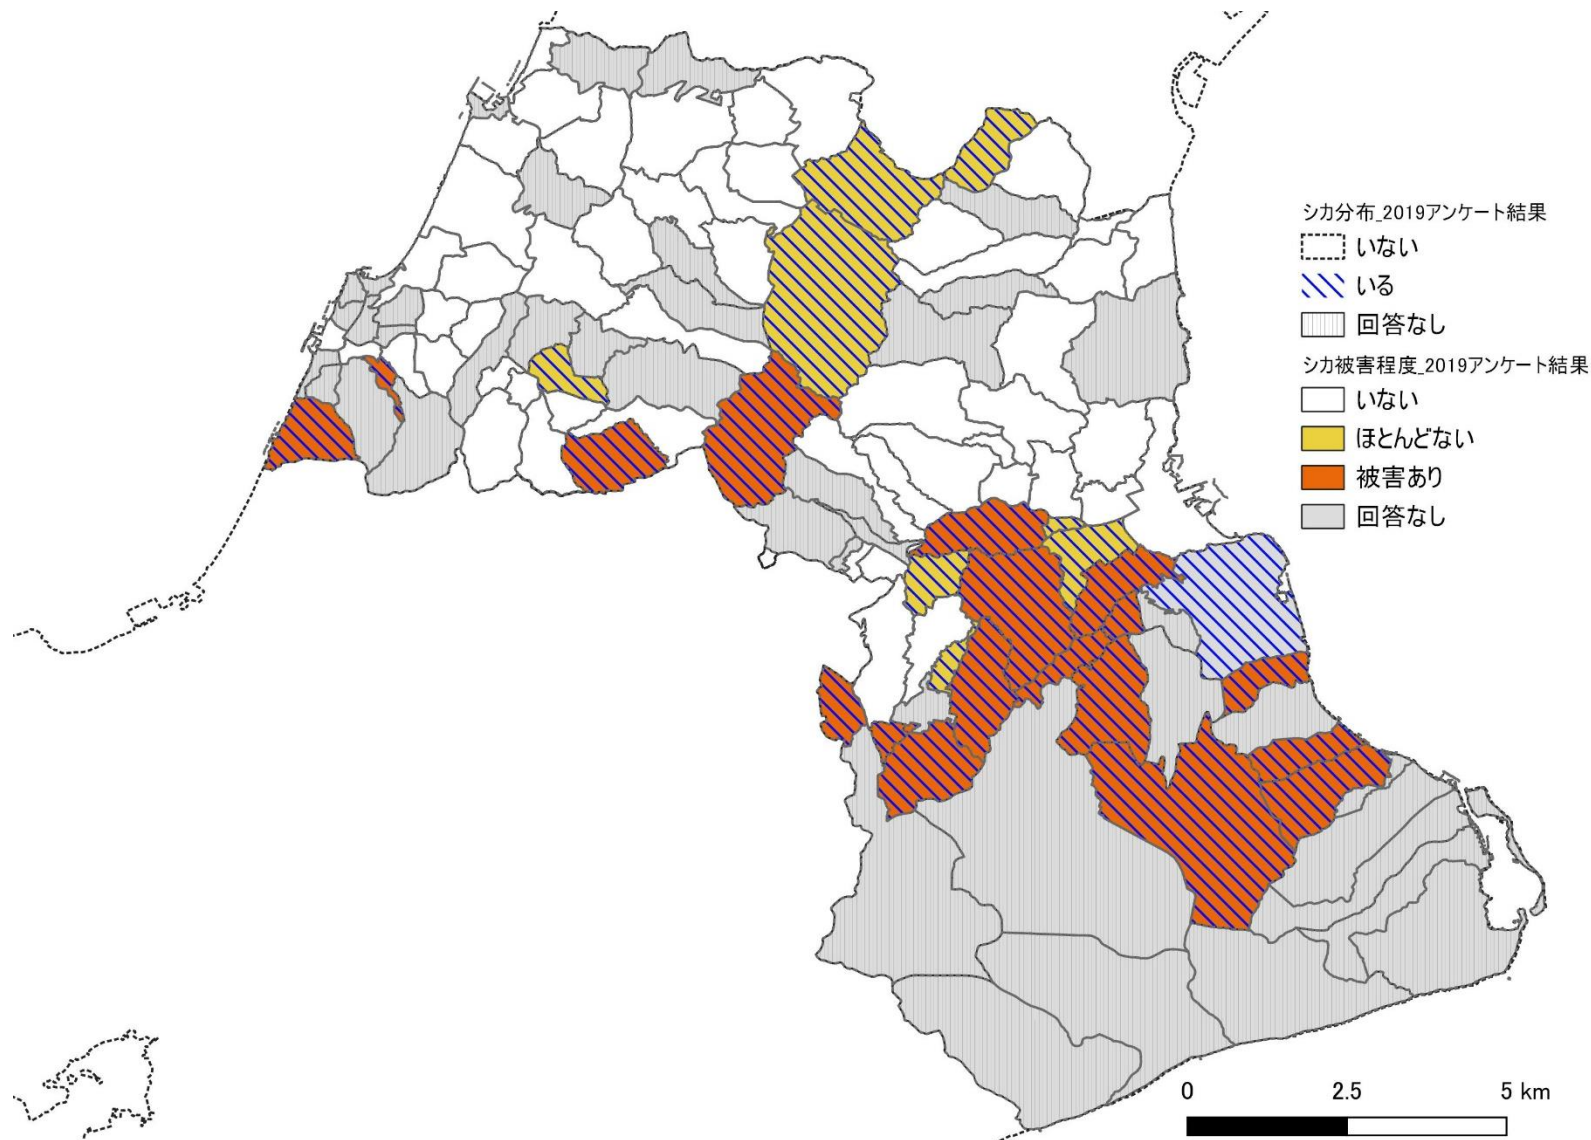 シカ分布_2019アンケート結果
いない
いる
回答なし
シカ被害程度_2019アンケート結果
いない
ほとんどない
被害あり
回答なし
0 2.5 5 km